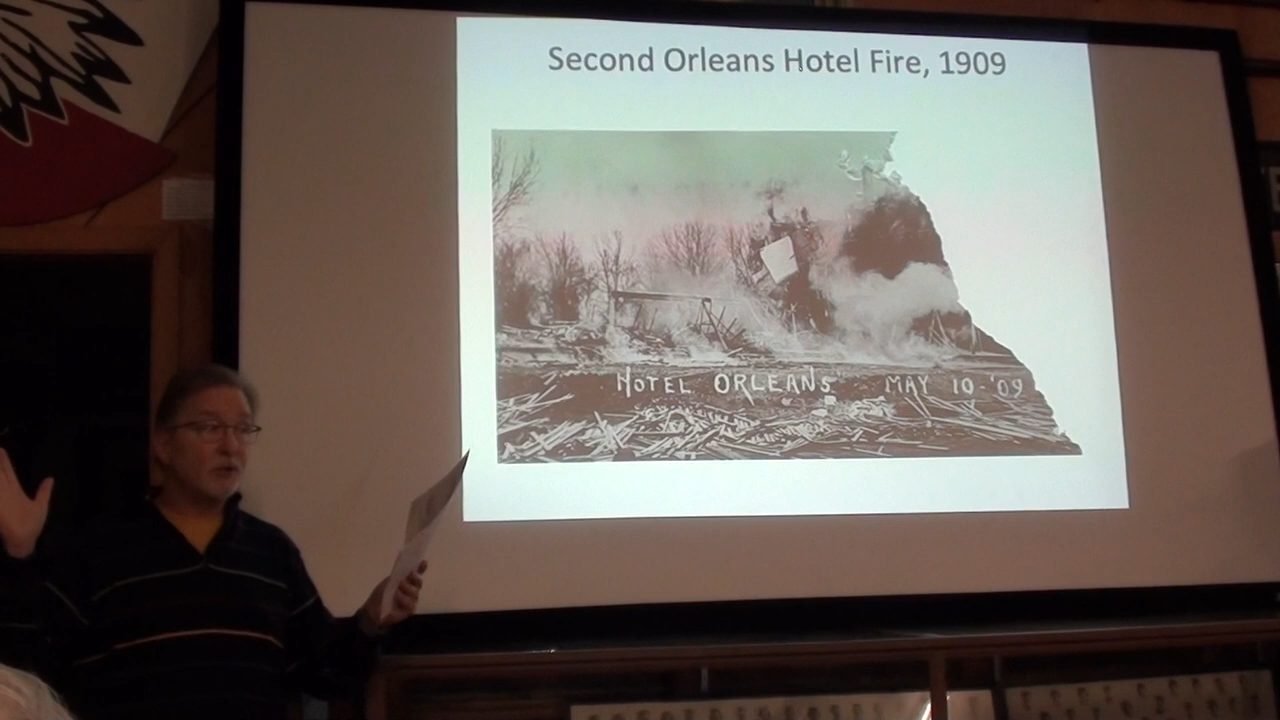 Second Orleans Hotel Fire, 1909
HOTEL ORLEANS - MAY 10-'09